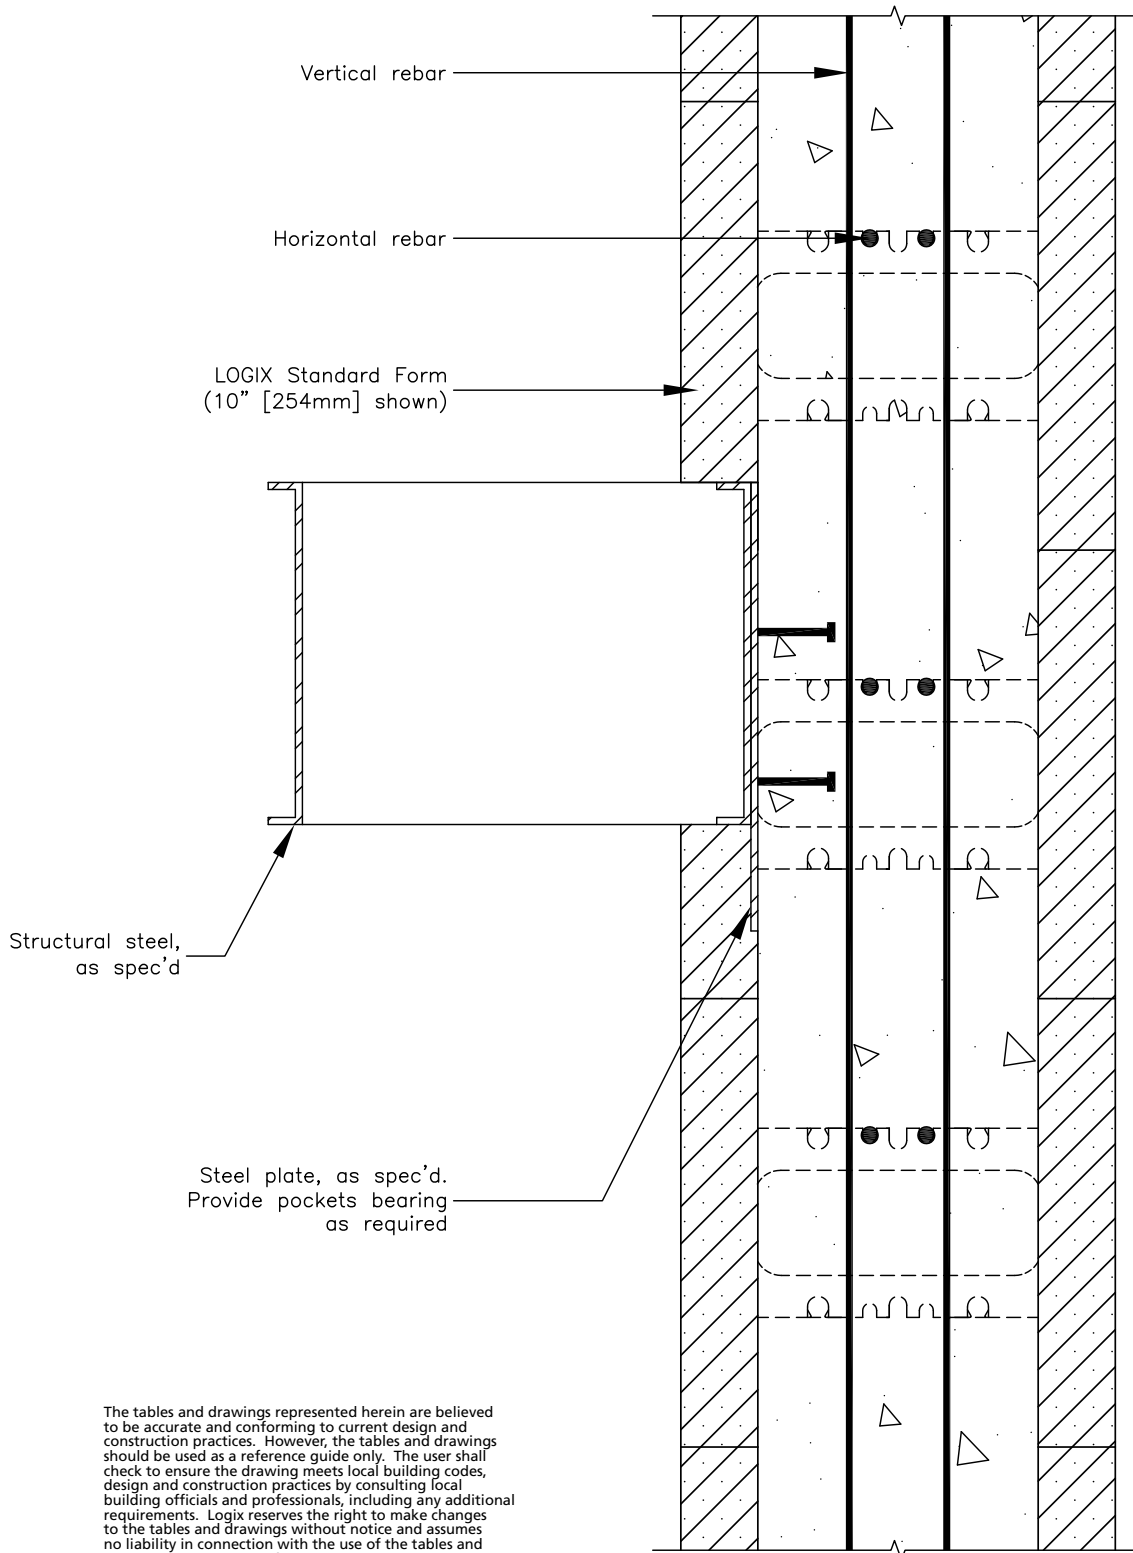 Vertical rebar
Horizontal rebar
LOGIX Standard Form
(10” [254mm] shown)
Structural steel,
as spec'd
Steel plate, as spec'd.
Provide pockets bearing
as required
The tables and drawings represented herein are believed
to be accurate and conforming to current design and
construction practices. However, the tables and drawings
should be used as a reference guide only. The user shall
check to ensure the drawing meets local building codes,
design and construction practices by consulting local
building officials and professionals, including any additional
requirements. Logix reserves the right to make changes
to the tables and drawings without notice and assumes
no liability in connection with the use of the tables and